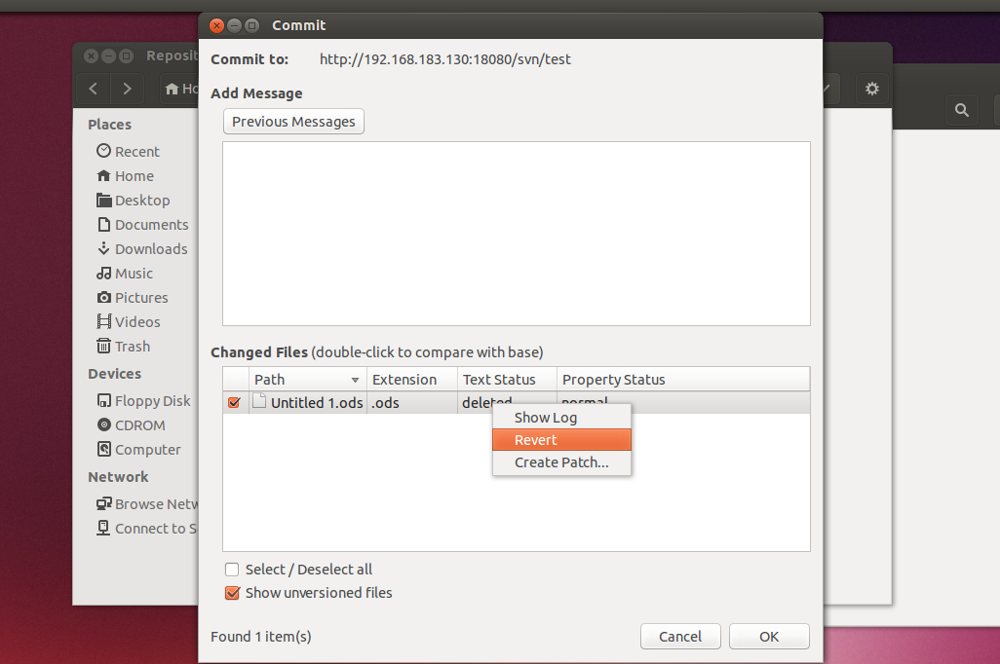 Commit
Commit to: http://192.168.183.130:18080/svn/test
Add Message
Previous Messages
Changed Files (double-click to compare with base)
Path Extension Text Status Property Status
Untitled 1.ods .ods deleted normal
Show Log
Revert
Create Patch...
Select / Deselect all
Show unversioned files
Found 1 item(s)
Cancel OK
Reposit
Ho
Places
Recent
Home
Desktop
Documents
Downloads
Music
Pictures
Videos
Trash
Devices
Floppy Disk
CDROM
Computer
Network
Browse Netw
Connect to S